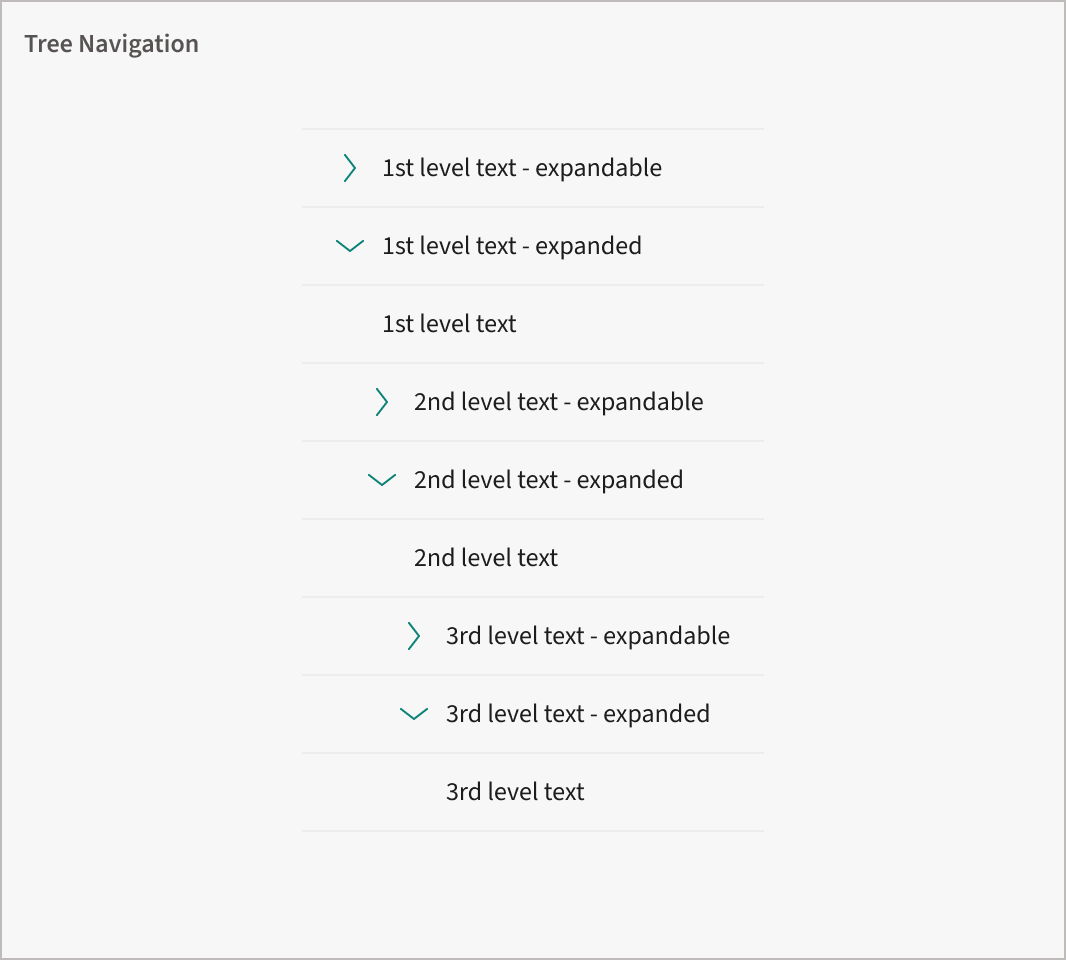 Tree Navigation
1st level text - expandable
1st level text - expanded
1st level text
2nd level text - expandable
2nd level text - expanded
2nd level text
3rd level text - expandable
3rd level text - expanded
3rd level text